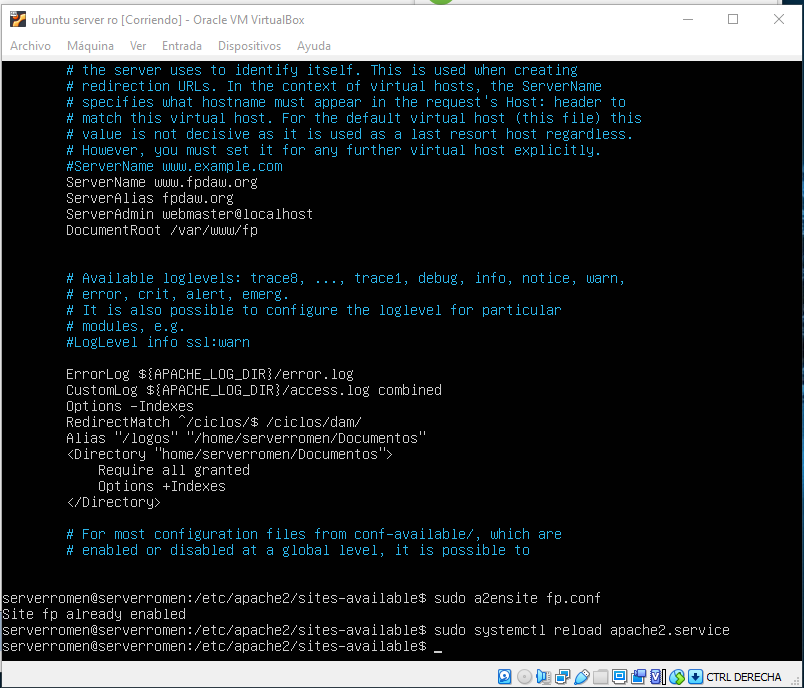 ubuntu server ro [Corriendo] - Oracle VM VirtualBox
Archivo Máquina Ver Entrada Dispositivos Ayuda
# the server uses to identify itself. This is used when creating
# redirection URLs. In the context of virtual hosts, the ServerName
# specifies what hostname must appear in the request's Host: header to
# match this virtual host. For the default virtual host (this file) this
# value is not decisive as it is used as a last resort host regardless.
# However, you must set it for any further virtual host explicitly.
#ServerName www.example.com
ServerName www.fpdaw.org
ServerAlias fpdaw.org
ServerAdmin webmaster@localhost
DocumentRoot /var/www/fp
# Available loglevels: trace8, ..., trace1, debug, info, notice, warn,
# error, crit, alert, emerg.
# It is also possible to configure the loglevel for particular
# modules, e.g.
#LogLevel info ssl:warn
ErrorLog ${APACHE_LOG_DIR}/error.log
CustomLog ${APACHE_LOG_DIR}/access.log combined
Options -Indexes
RedirectMatch ^/ciclos/$ /ciclos/dam/
Alias "/logos" "/home/serverromen/Documentos"
<Directory "home/serverromen/Documentos">
Require all granted
Options +Indexes
</Directory>
# For most configuration files from conf-available/, which are
# enabled or disabled at a global level, it is possible to
serverromen@serverromen:/etc/apache2/sites-available$ sudo a2ensite fp.conf
Site fp already enabled
serverromen@serverromen:/etc/apache2/sites-available$ sudo systemctl reload apache2.service
serverromen@serverromen:/etc/apache2/sites-available$ _
CTRL DERECHA